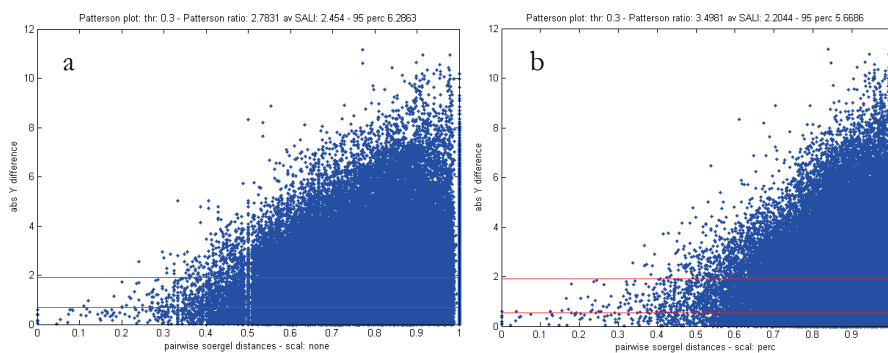 Patterson plot: thr: 0.3 - Patterson ratio: 2.7831 av SALI: 2.454 - 95 perc 6.2863
a
abs Y difference
12
10
8
6
4
2
0
0 0.1 0.2 0.3 0.4 0.5 0.6 0.7 0.8 0.9 1
pairwise soergel distances - scal: none
Patterson plot: thr: 0.3 - Patterson ratio: 3.4981 av SALI: 2.2044 - 95 perc 5.6686
b
abs Y difference
12
10
8
6
4
2
0
0 0.1 0.2 0.3 0.4 0.5 0.6 0.7 0.8 0.9
pairwise soergel distances - scal: perc